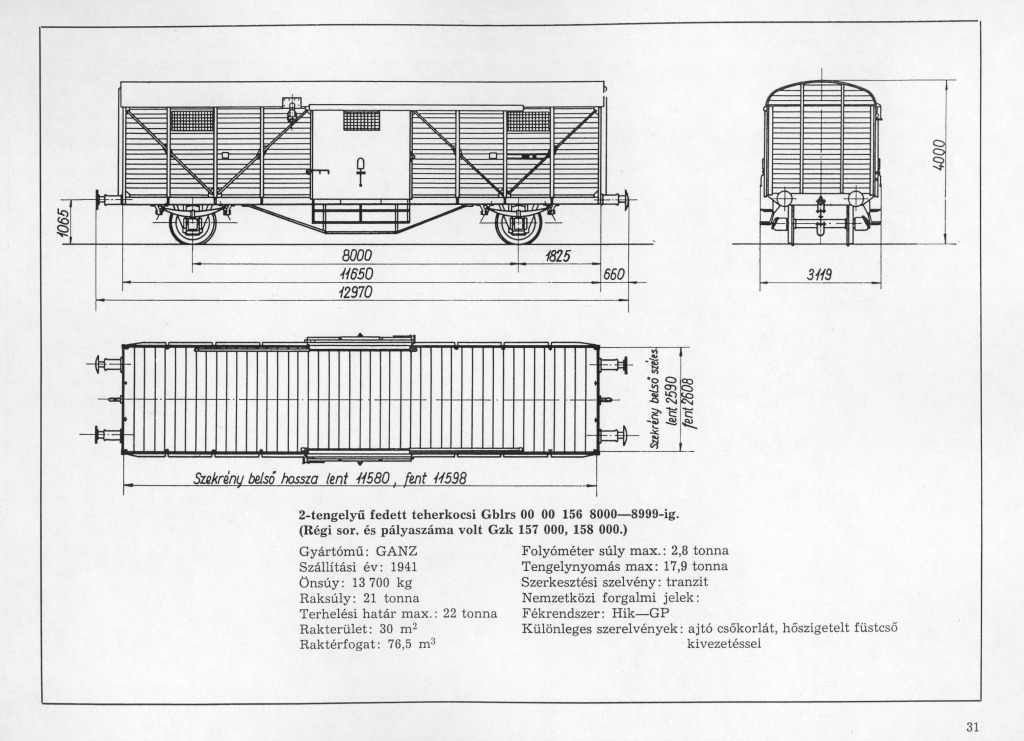 4000
1065
8000
1825
11650
660
12970
3119
Szekrény belső széles.
lent 2590
fent 2608
Szekrény belső hossza lent 11580, fent 11598
2-tengelyű fedett teherkocsi Gblrs 00 00 156 8000—8999-ig.
(Régi sor. és pályaszáma volt Gzk 157 000, 158 000.)
Gyártómű: GANZ
Szállítási év: 1941
Önsúy: 13 700 kg
Raksúly: 21 tonna
Terhelési határ max.: 22 tonna
Rakterület: 30 m²
Raktérfogat: 76,5 m³
Folyóméter súly max.: 2,8 tonna
Tengelynyomás max: 17,9 tonna
Szerkesztési szelvény: tranzit
Nemzetközi forgalmi jelek:
Fékrendszer: Hik—GP
Különleges szerelvények: ajtó csőkorlát, hőszigetelt füstcső
kivezetéssel
31